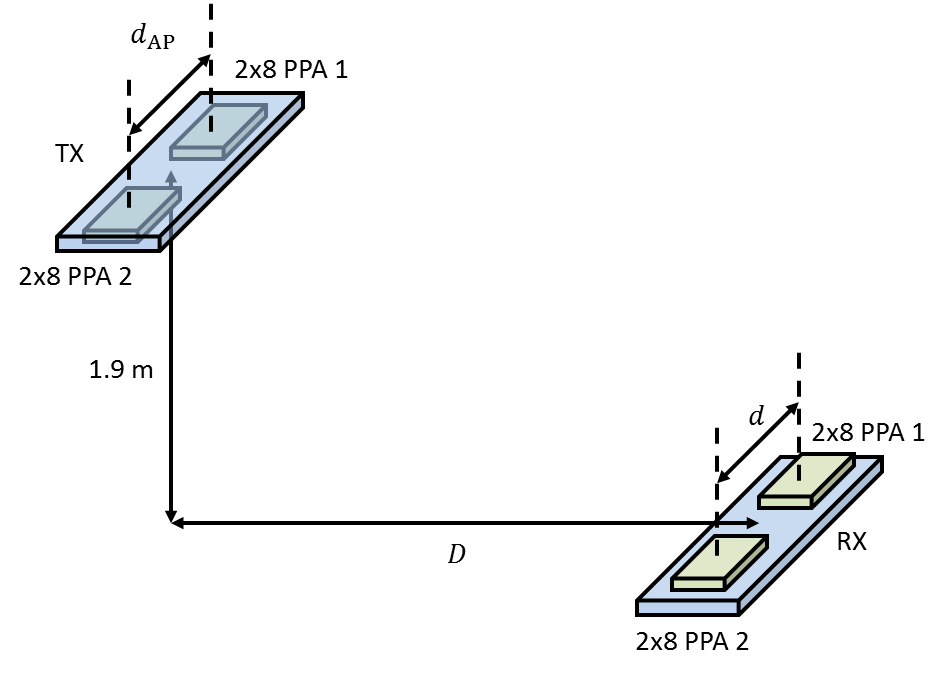 d_AP
2x8 PPA 1
TX
2x8 PPA 2
1.9 m
d
2x8 PPA 1
D
RX
2x8 PPA 2